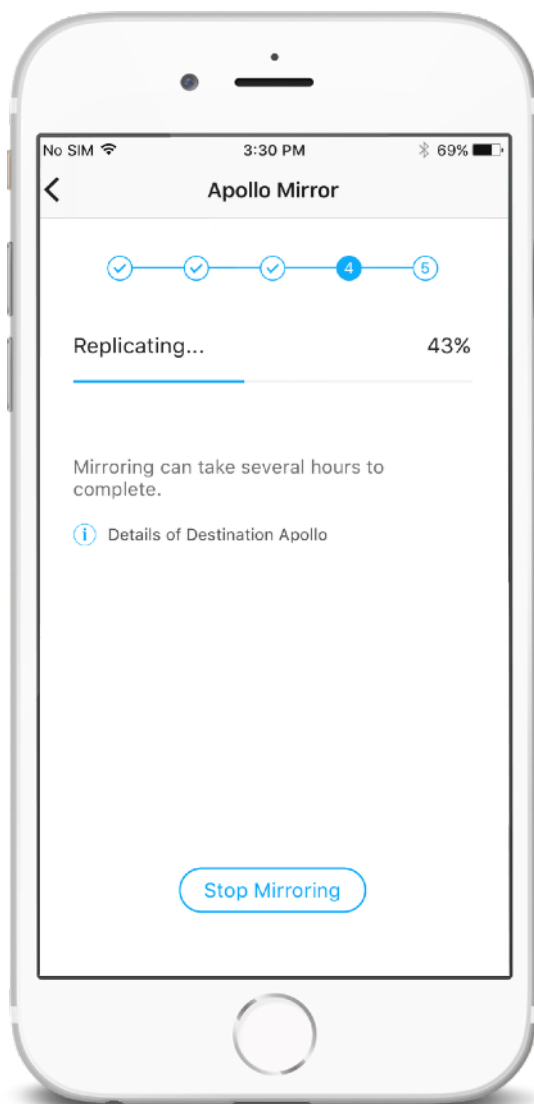 No SIM 3:30 PM 69%
Apollo Mirror
4 5
Replicating... 43%
Mirroring can take several hours to
complete.
i Details of Destination Apollo
Stop Mirroring